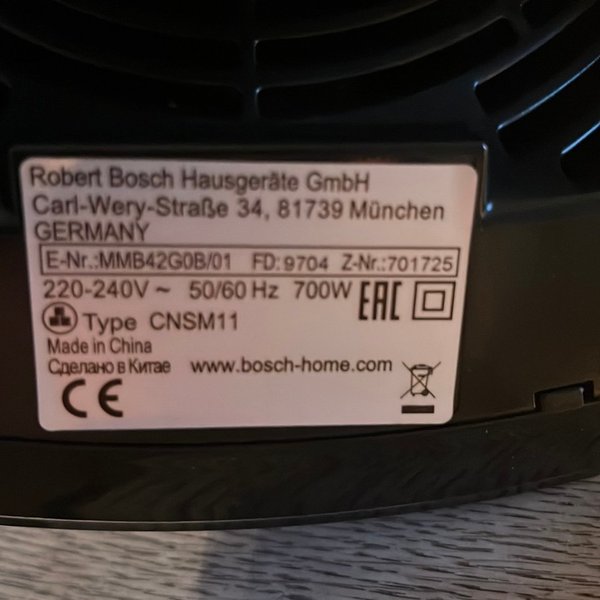 Robert Bosch Hausgeräte GmbH
Carl-Wery-Straße 34, 81739 München
GERMANY
E-Nr.:MMB42G0B/01 FD:9704 Z-Nr.:701725
220-240V ~ 50/60 Hz 700W EAC
Type CNSM11
Made in China
Сделано в Китае www.bosch-home.com
CE